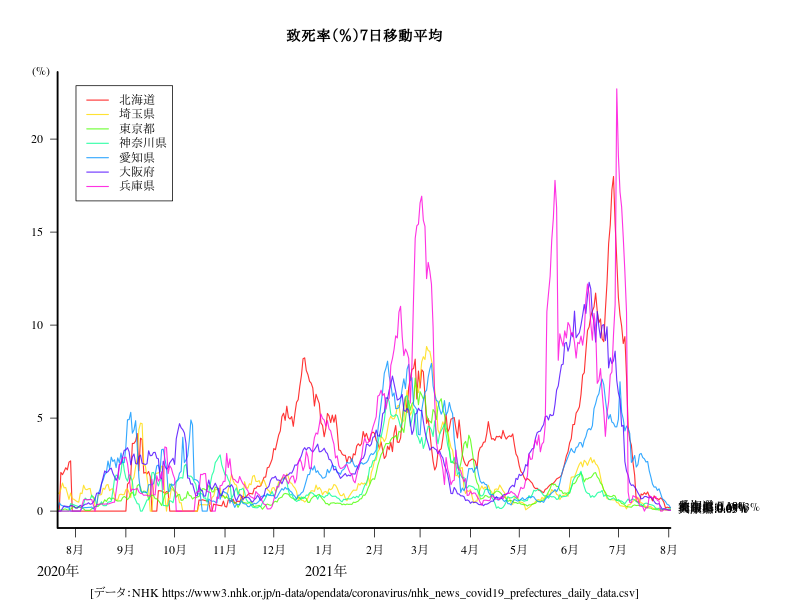 致死率(%)7日移動平均
(%)
北海道
埼玉県
東京都
神奈川県
愛知県
大阪府
兵庫県
20
15
10
5
0
8月 9月 10月 11月 12月 1月 2月 3月 4月 5月 6月 7月 8月
2020年 2021年
[データ:NHK https://www3.nhk.or.jp/n-data/opendata/coronavirus/nhk_news_covid19_prefectures_daily_data.csv]